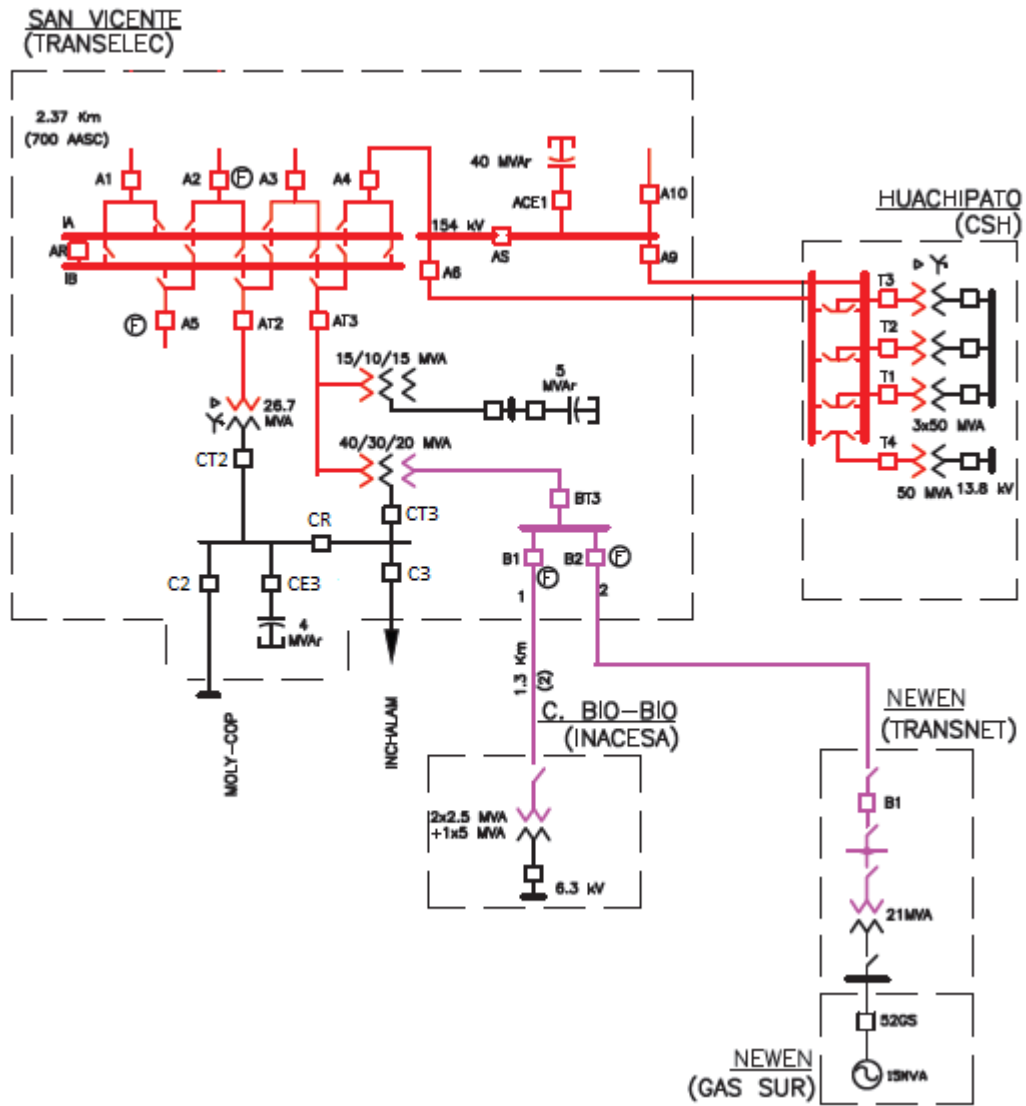 SAN VICENTE
(TRANSELEC)
2.37 Km
(700 AASC)
A1
A2
F
A3
A4
40 MVAr
ACE1
A10
IA
154 kV
AS
AR
IB
A6
A9
HUACHIPATO
(CSH)
T3
T2
T1
3x50 MVA
T4
50 MVA
13.8 kV
F
A5
AT2
AT3
15/10/15 MVA
5
MVAr
26.7
MVA
40/30/20 MVA
CT2
BT3
CR
CT3
B1
B2
F
F
C2
CE3
C3
1
2
4
MVAr
1.3 Km
(2)
MOLY-COP
INCHALAM
C. BIO-BIO
(INACESA)
2x2.5 MVA
+1x5 MVA
6.3 kV
NEWEN
(TRANSNET)
B1
21MVA
52GS
NEWEN
(GAS SUR)
15MVA